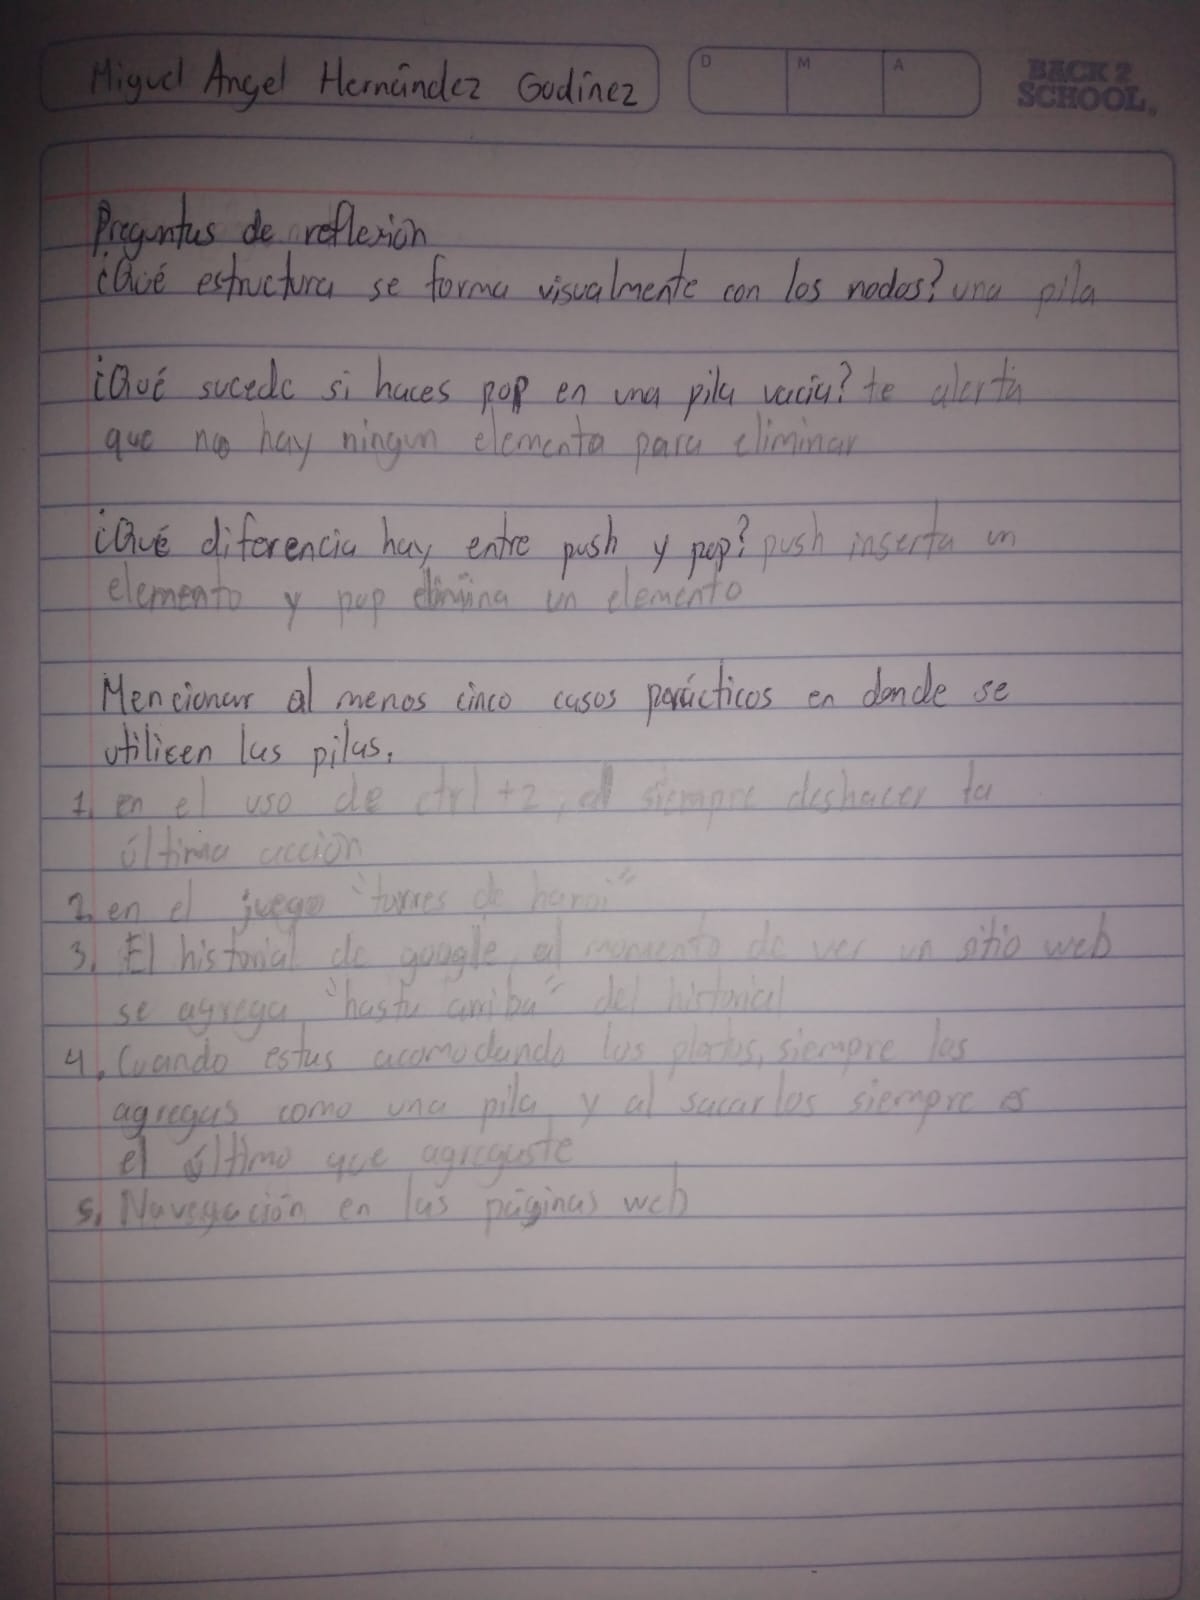 Miguel Angel Hernández Godínez
D M A
BACK 2
SCHOOL.
Preguntas de reflexión
¿Qué estructura se forma visualmente con los nodos? una pila
¿Qué sucede si haces pop en una pila vacía? te alerta
que no hay ningun elemento para eliminar
¿Qué diferencia hay entre push y pop? push inserta un
elemento y pop elimina un elemento
Mencionar al menos cinco casos prácticos en donde se
utilicen las pilas.
1. en el uso de ctrl+z, al siempre deshacer la
última acción
2. en el juego "torres de hanoi"
3. El historial de google, al momento de ver un sitio web
se agrega "hasta arriba" del historial
4. Cuando estas acomodando los platos, siempre los
agregas como una pila y al sacarlos siempre es
el último que agregaste
5. Navegación en las páginas web